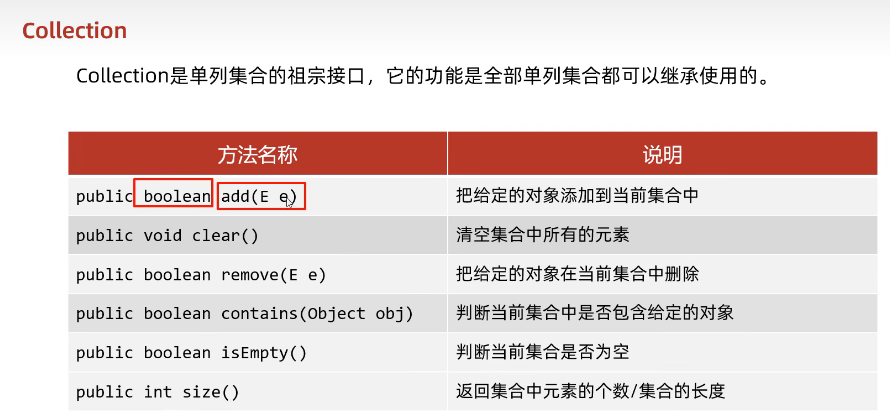 Collection
Collection是单列集合的祖宗接口，它的功能是全部单列集合都可以继承使用的。
方法名称 说明
public boolean add(E e) 把给定的对象添加到当前集合中
public void clear() 清空集合中所有的元素
public boolean remove(E e) 把给定的对象在当前集合中删除
public boolean contains(Object obj) 判断当前集合中是否包含给定的对象
public boolean isEmpty() 判断当前集合是否为空
public int size() 返回集合中元素的个数/集合的长度